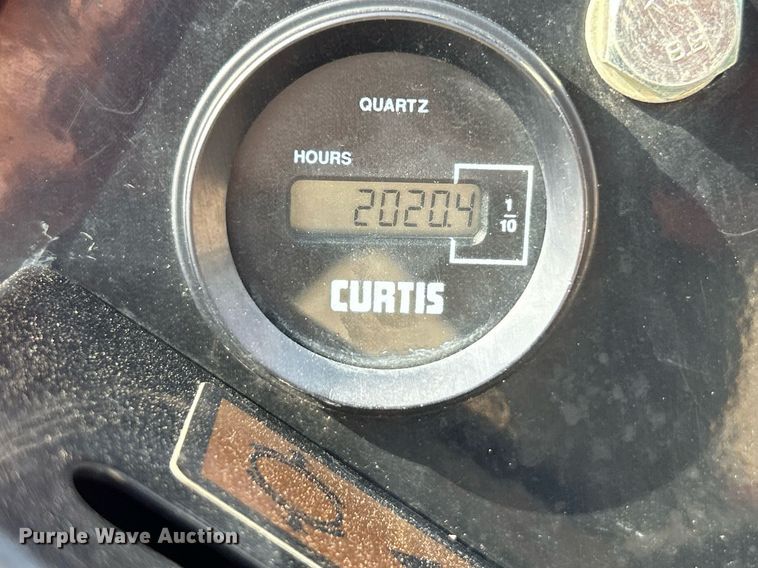 QUARTZ
HOURS
2020.4
1
10
CURTIS
Purple Wave Auction®